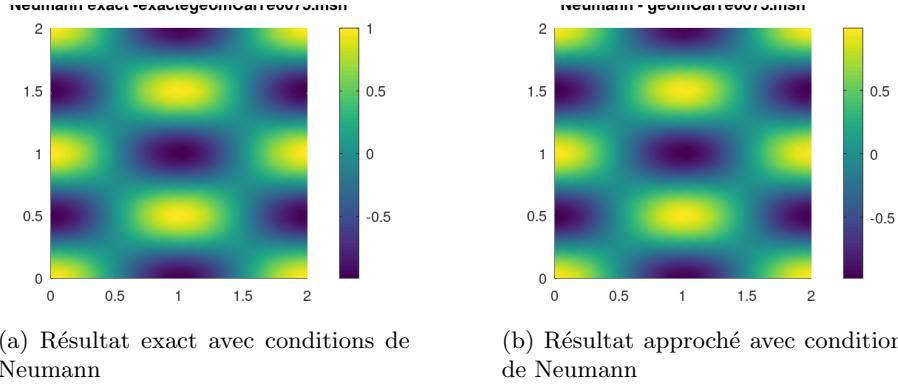 Neumann exact -exactegeomCarre0075.msh
Neumann - geomCarre0075.msh
2
1.5
1
0.5
0
0 0.5 1 1.5 2
1
0.5
0
-0.5
2
1.5
1
0.5
0
0 0.5 1 1.5 2
0.5
0
-0.5
(a) Résultat exact avec conditions de
Neumann
(b) Résultat approché avec condition
de Neumann